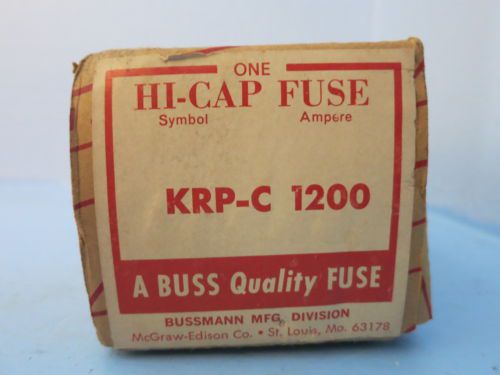 ONE
HI-CAP FUSE
Symbol Ampere
KRP-C 1200
A BUSS Quality FUSE
BUSSMANN MFG. DIVISION
McGraw-Edison Co. • St. Louis, Mo. 63178